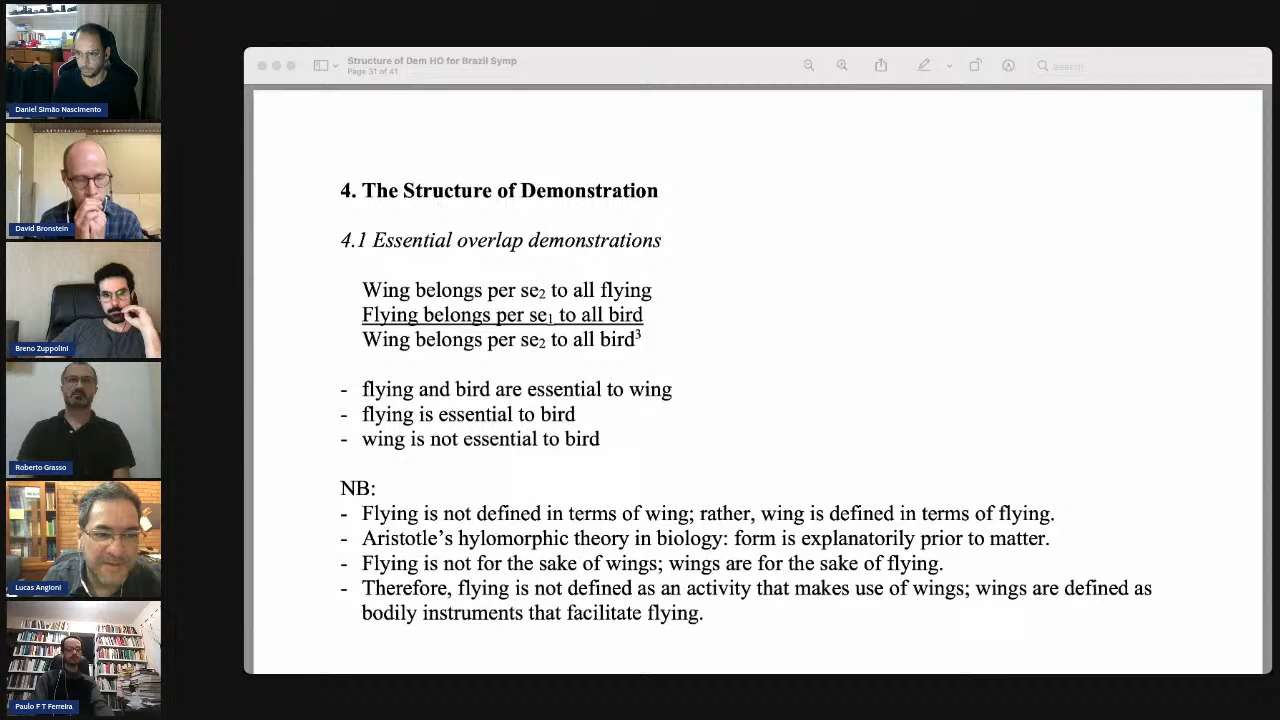 Daniel Simão Nascimento
David Bronstein
Breno Zuppolini
Roberto Grasso
Lucas Angioni
Paulo F T Ferreira
Structure of Dem HO for Brazil Symp
Page 31 of 41
Search
4. The Structure of Demonstration
4.1 Essential overlap demonstrations
Wing belongs per se₂ to all flying
Flying belongs per se₁ to all bird
Wing belongs per se₂ to all bird³
- flying and bird are essential to wing
- flying is essential to bird
- wing is not essential to bird
NB:
- Flying is not defined in terms of wing; rather, wing is defined in terms of flying.
- Aristotle’s hylomorphic theory in biology: form is explanatorily prior to matter.
- Flying is not for the sake of wings; wings are for the sake of flying.
- Therefore, flying is not defined as an activity that makes use of wings; wings are defined as
bodily instruments that facilitate flying.